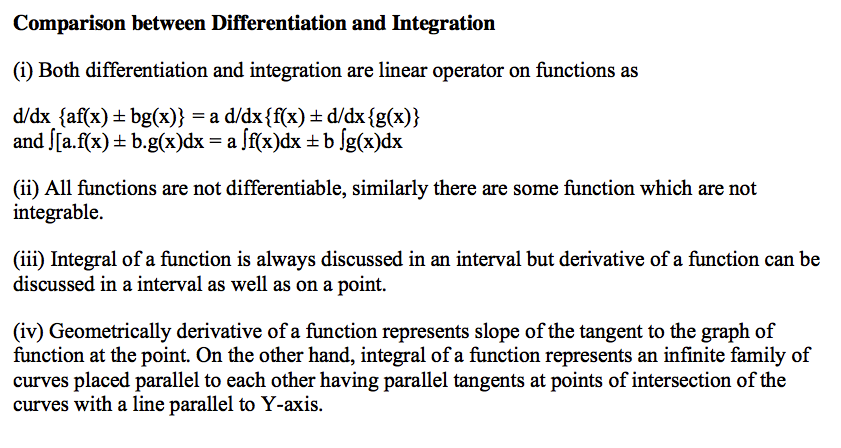 Comparison between Differentiation and Integration
(i) Both differentiation and integration are linear operator on functions as
d/dx {af(x) ± bg(x)} = a d/dx{f(x) ± d/dx{g(x)}
and ∫[a.f(x) ± b.g(x)dx = a ∫f(x)dx ± b ∫g(x)dx
(ii) All functions are not differentiable, similarly there are some function which are not
integrable.
(iii) Integral of a function is always discussed in an interval but derivative of a function can be
discussed in a interval as well as on a point.
(iv) Geometrically derivative of a function represents slope of the tangent to the graph of
function at the point. On the other hand, integral of a function represents an infinite family of
curves placed parallel to each other having parallel tangents at points of intersection of the
curves with a line parallel to Y-axis.